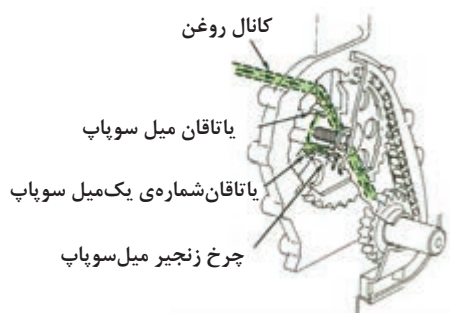 کانال روغن
یاتاقان میل سوپاپ
یاتاقان‌شماره‌ی یک‌میل سوپاپ
چرخ زنجیر میل‌سوپاپ